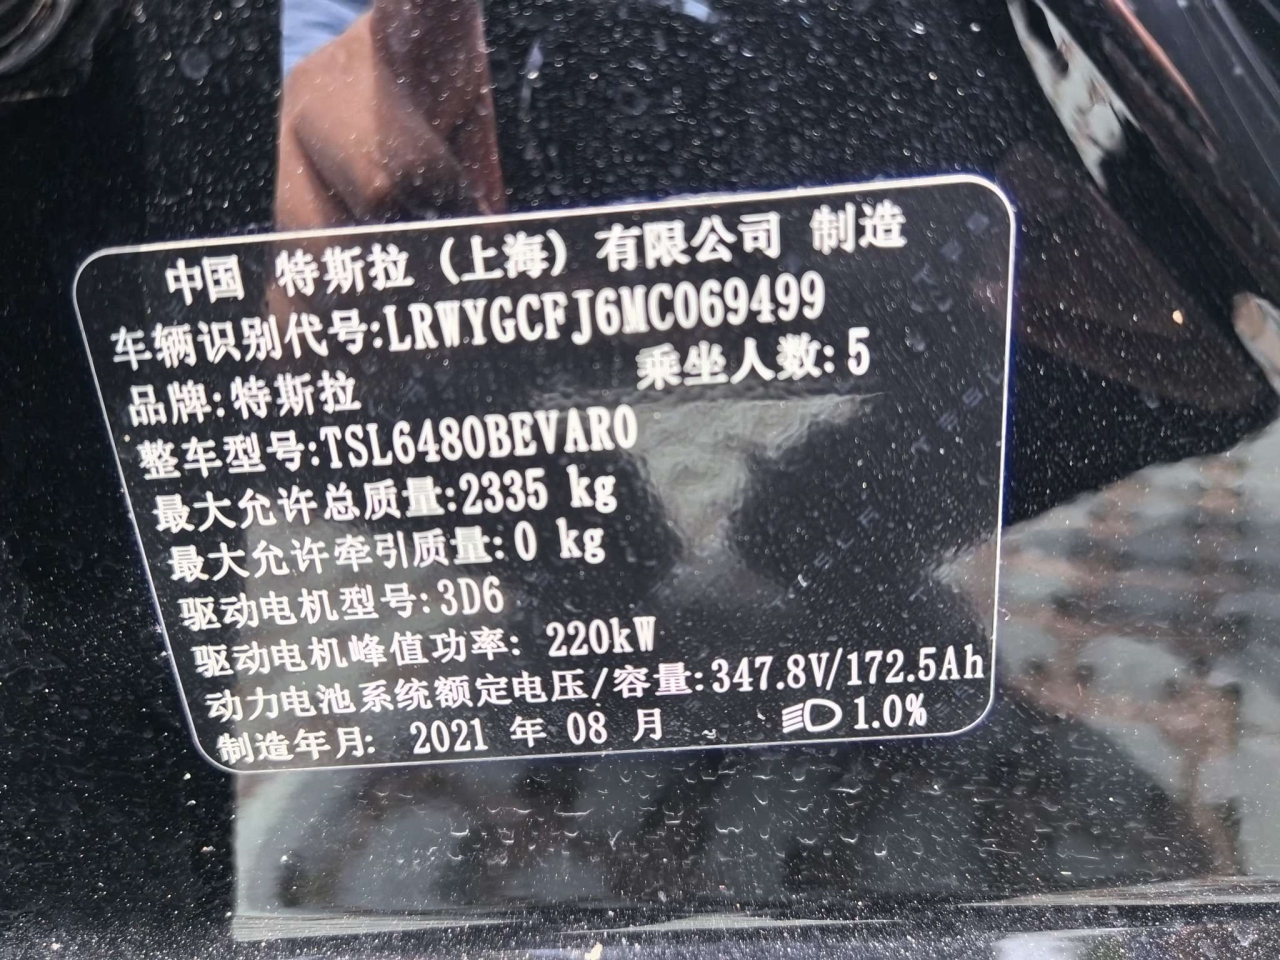 中国 特斯拉（上海）有限公司 制造
车辆识别代号:LRWYGCFJ6MC069499
品牌:特斯拉 乘坐人数:5
整车型号:TSL6480BEVAR0
最大允许总质量:2335 kg
最大允许牵引质量:0 kg
驱动电机型号:3D6
驱动电机峰值功率: 220kW
动力电池系统额定电压/容量:347.8V/172.5Ah
制造年月: 2021 年 08 月 1.0%